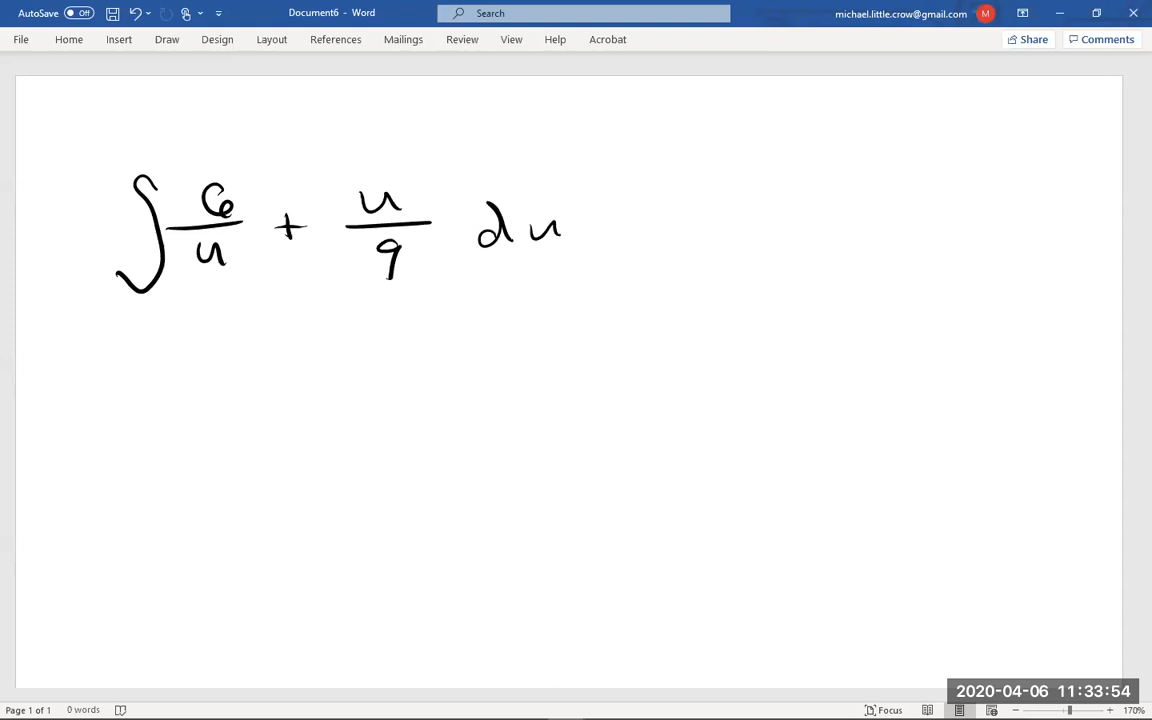 AutoSave Off Document6 - Word Search michael.little.crow@gmail.com M
File Home Insert Draw Design Layout References Mailings Review View Help Acrobat Share Comments
∫ 6/u + u/9 du
2020-04-06 11:33:54
Page 1 of 1 0 words Focus 170%